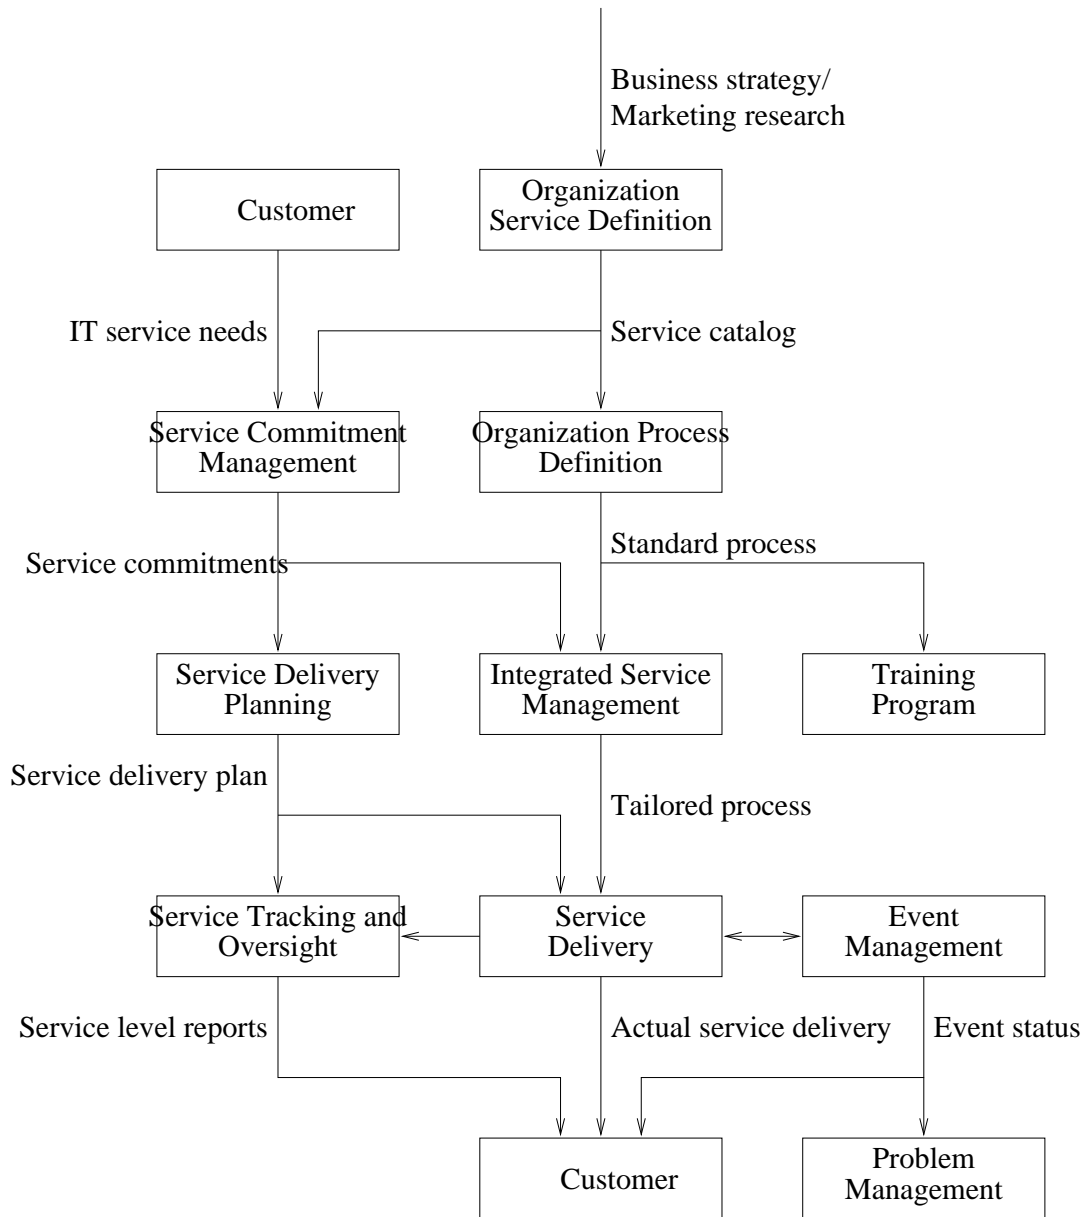 Business strategy/
Marketing research
Customer
Organization
Service Definition
IT service needs
Service catalog
Service Commitment
Management
Organization Process
Definition
Service commitments
Standard process
Service Delivery
Planning
Integrated Service
Management
Training
Program
Service delivery plan
Tailored process
Service Tracking and
Oversight
Service
Delivery
Event
Management
Service level reports
Actual service delivery
Event status
Customer
Problem
Management